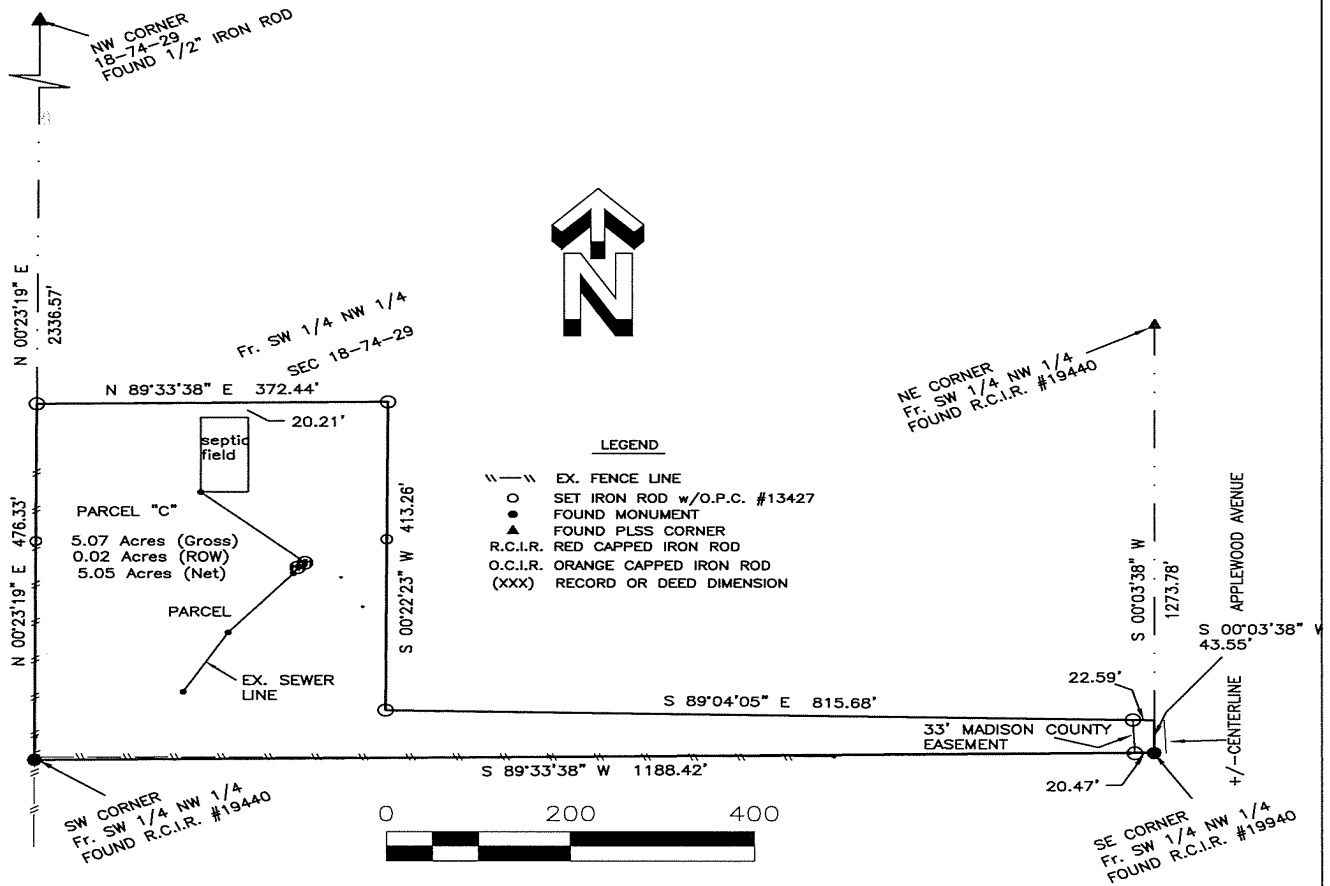 NW CORNER
18-74-29
FOUND 1/2" IRON ROD
N 00°23'19" E
2336.57'
Fr. SW 1/4 NW 1/4
SEC 18-74-29
N 89°33'38" E 372.44'
20.21'
septic
field
PARCEL "C"
5.07 Acres (Gross)
0.02 Acres (ROW)
5.05 Acres (Net)
N 00°23'19" E 476.33'
PARCEL
EX. SEWER
LINE
S 00°22'23" W 413.26'
N
LEGEND
EX. FENCE LINE
SET IRON ROD w/O.P.C. #13427
FOUND MONUMENT
FOUND PLSS CORNER
R.C.I.R. RED CAPPED IRON ROD
O.C.I.R. ORANGE CAPPED IRON ROD
(XXX) RECORD OR DEED DIMENSION
NE CORNER
Fr. SW 1/4 NW 1/4
FOUND R.C.I.R. #19440
S 00°03'38" W
1273.78'
+/-CENTERLINE APPLEWOOD AVENUE
S 00°03'38" W
43.55'
22.59'
S 89°04'05" E 815.68'
33' MADISON COUNTY
EASEMENT
S 89°33'38" W 1188.42'
20.47'
SW CORNER
Fr. SW 1/4 NW 1/4
FOUND R.C.I.R. #19440
0 200 400
SE CORNER
Fr. SW 1/4 NW 1/4
FOUND R.C.I.R. #19940